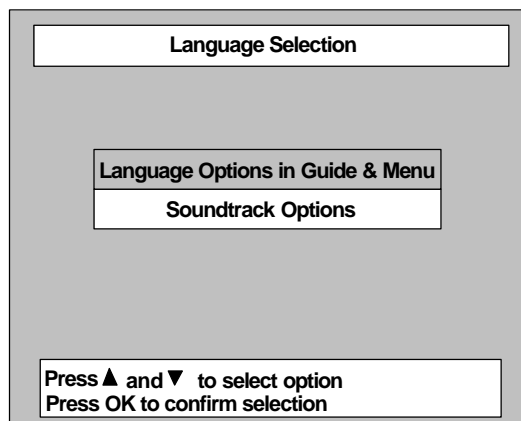 Language Selection
Language Options in Guide & Menu
Soundtrack Options
Press ▲ and ▼ to select option
Press OK to confirm selection